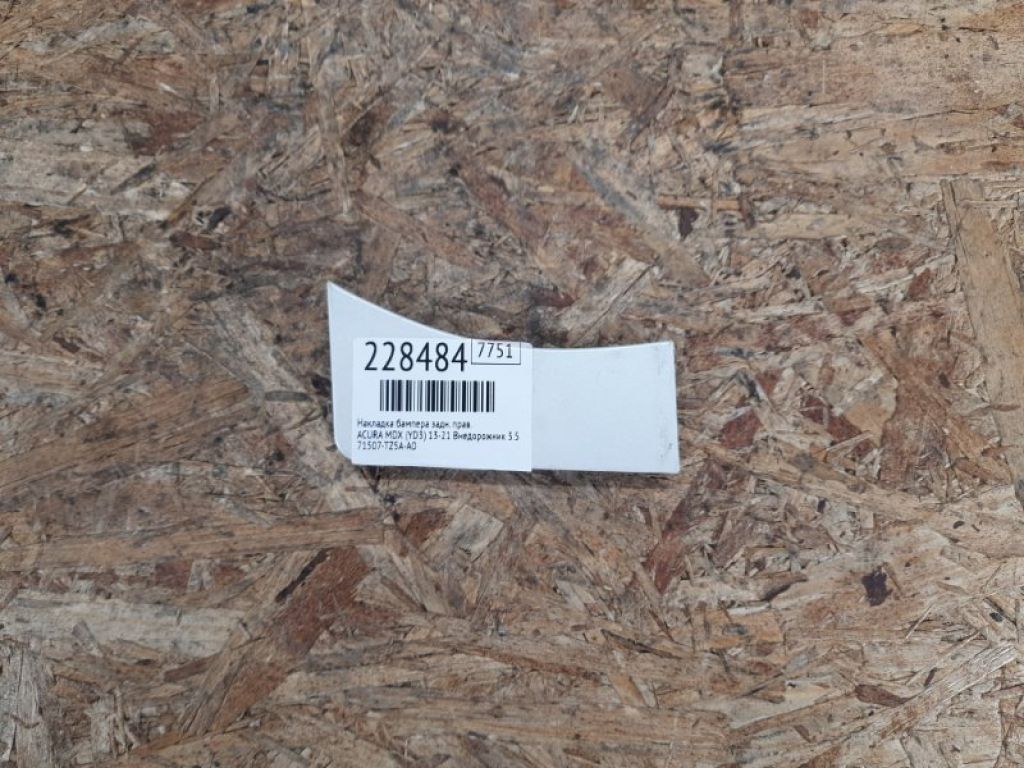 228484 7751
Накладка бампера задн. прав.
ACURA MDX (YD3) 13-21 Внедорожник 3.5
71507-TZ5A-A0